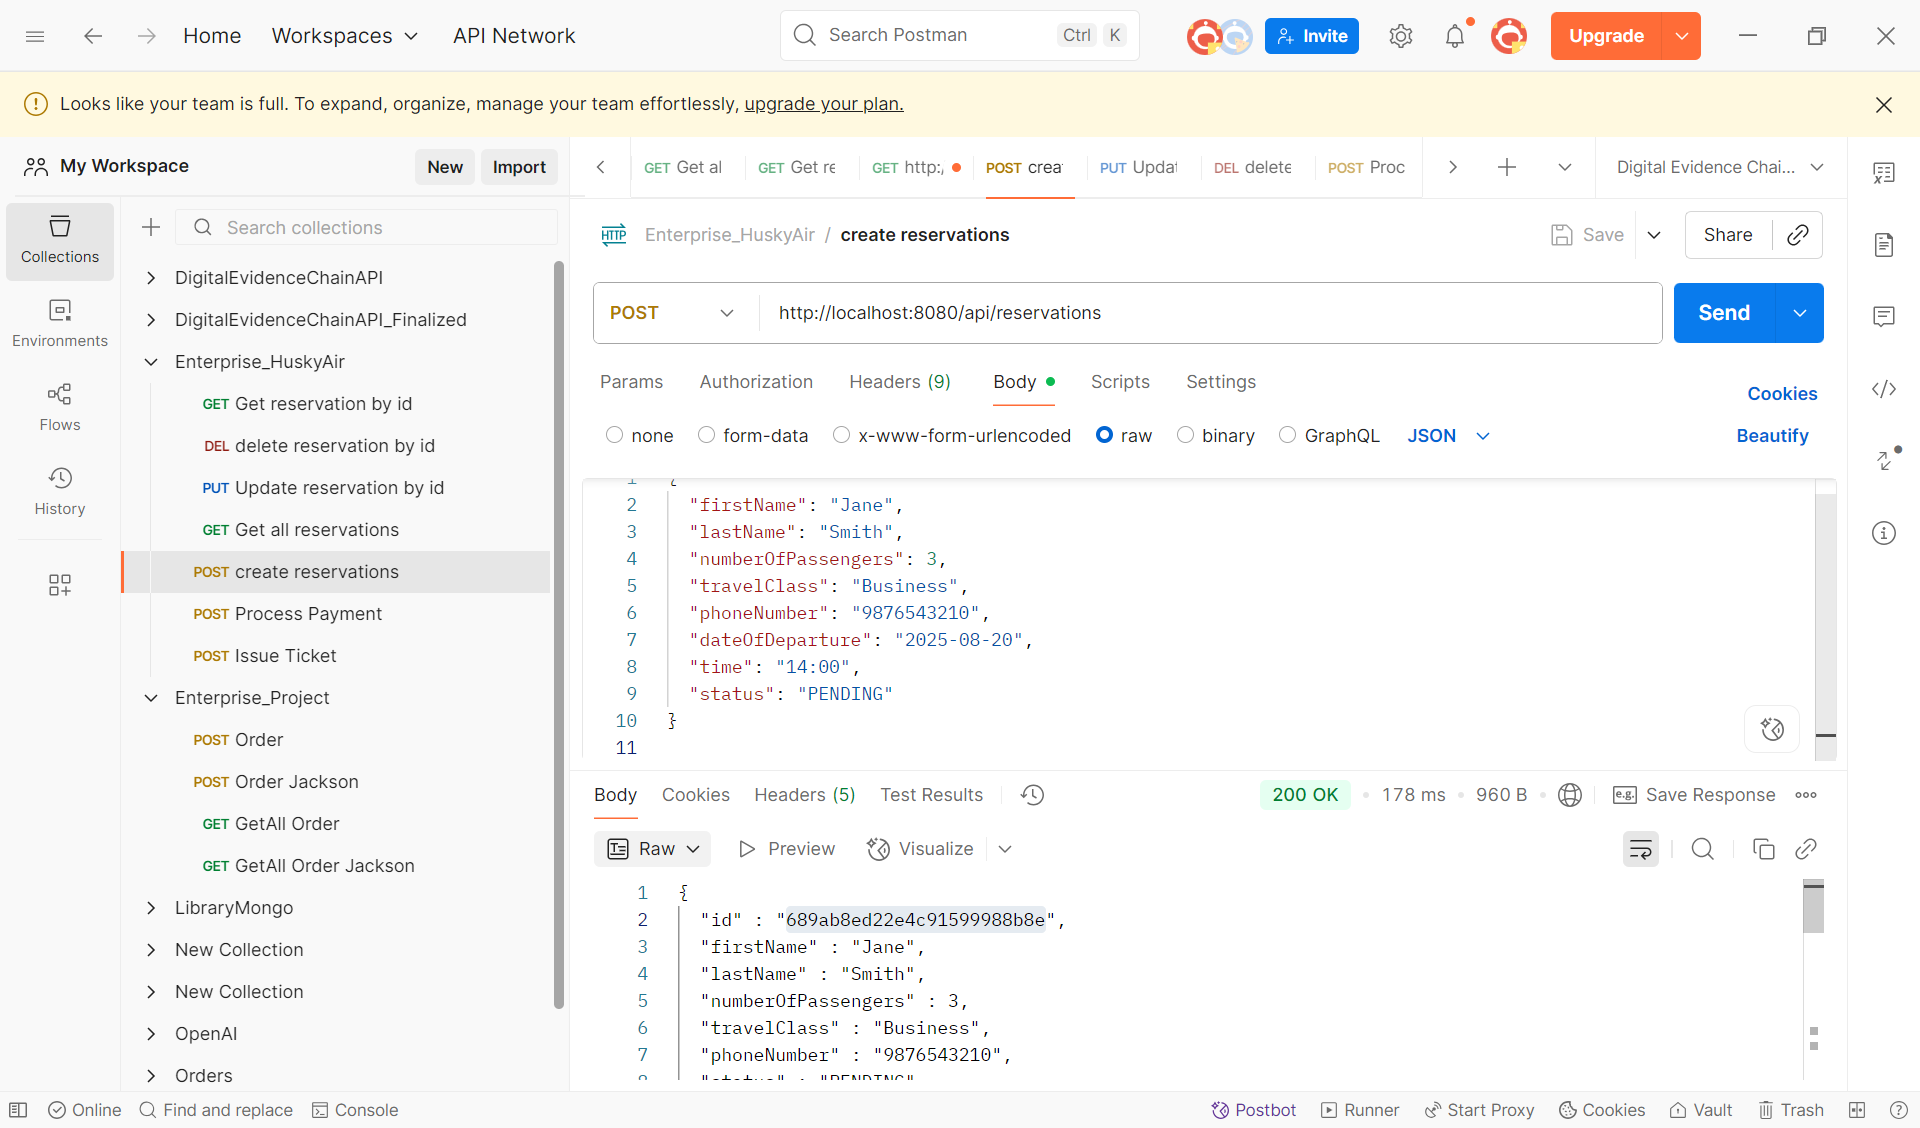 Home
Workspaces
API Network
Search Postman
Ctrl
K
Invite
Upgrade
Looks like your team is full. To expand, organize, manage your team effortlessly, upgrade your plan.
My Workspace
New
Import
GET Get al
GET Get re
GET http:/
POST crea
PUT Updat
DEL delete
POST Proc
Digital Evidence Chai...
Collections
Environments
Flows
History
Search collections
DigitalEvidenceChainAPI
DigitalEvidenceChainAPI_Finalized
Enterprise_HuskyAir
GET Get reservation by id
DEL delete reservation by id
PUT Update reservation by id
GET Get all reservations
POST create reservations
POST Process Payment
POST Issue Ticket
Enterprise_Project
POST Order
POST Order Jackson
GET GetAll Order
GET GetAll Order Jackson
LibraryMongo
New Collection
New Collection
OpenAI
Orders
HTTP Enterprise_HuskyAir / create reservations
Save
Share
POST
http://localhost:8080/api/reservations
Send
Params
Authorization
Headers (9)
Body
Scripts
Settings
Cookies
none
form-data
x-www-form-urlencoded
raw
binary
GraphQL
JSON
Beautify
1 {
2 "firstName": "Jane",
3 "lastName": "Smith",
4 "numberOfPassengers": 3,
5 "travelClass": "Business",
6 "phoneNumber": "9876543210",
7 "dateOfDeparture": "2025-08-20",
8 "time": "14:00",
9 "status": "PENDING"
10 }
11
Body
Cookies
Headers (5)
Test Results
200 OK
178 ms
960 B
e.g. Save Response
Raw
Preview
Visualize
1 {
2 "id" : "689ab8ed22e4c91599988b8e",
3 "firstName" : "Jane",
4 "lastName" : "Smith",
5 "numberOfPassengers" : 3,
6 "travelClass" : "Business",
7 "phoneNumber" : "9876543210",
8 "status" : "PENDING"
Online
Find and replace
Console
Postbot
Runner
Start Proxy
Cookies
Vault
Trash